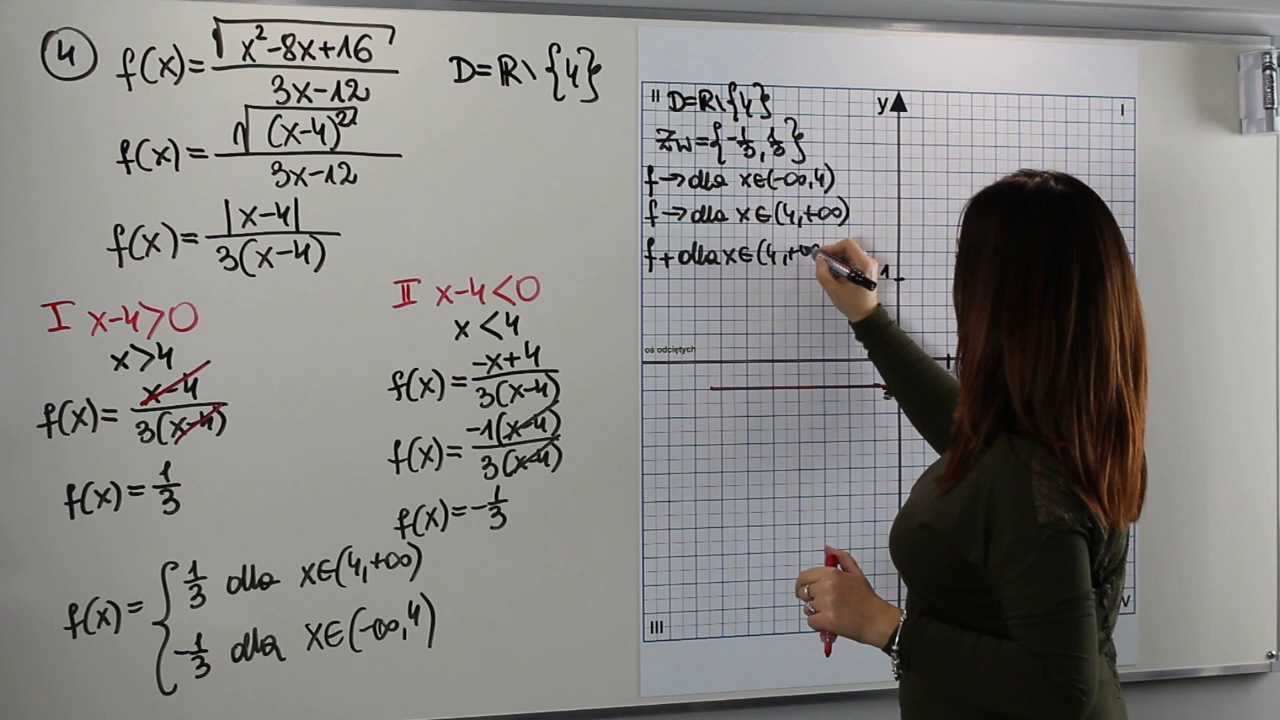 4 f(x)=√(x²-8x+16)/(3x-12) D=ℝ\{4}
f(x)=√((x-4)²)/(3x-12)
f(x)=|x-4|/(3(x-4))
I x-4>0
x>4
f(x)=(x-4)/(3(x-4))
f(x)=1/3
II x-4<0
x<4
f(x)=(-x+4)/(3(x-4))
f(x)=(-1(x-4))/(3(x-4))
f(x)=-1/3
f(x)={1/3 dla x∈(4,+∞)
-1/3 dla x∈(-∞,4)
II D=ℝ\{4} y I
Zw={-1/3,1/3}
f→dla x∈(-∞,4)
f→dla x∈(4,+∞)
f+dla x∈(4,+∞
1
oś odciętych
III